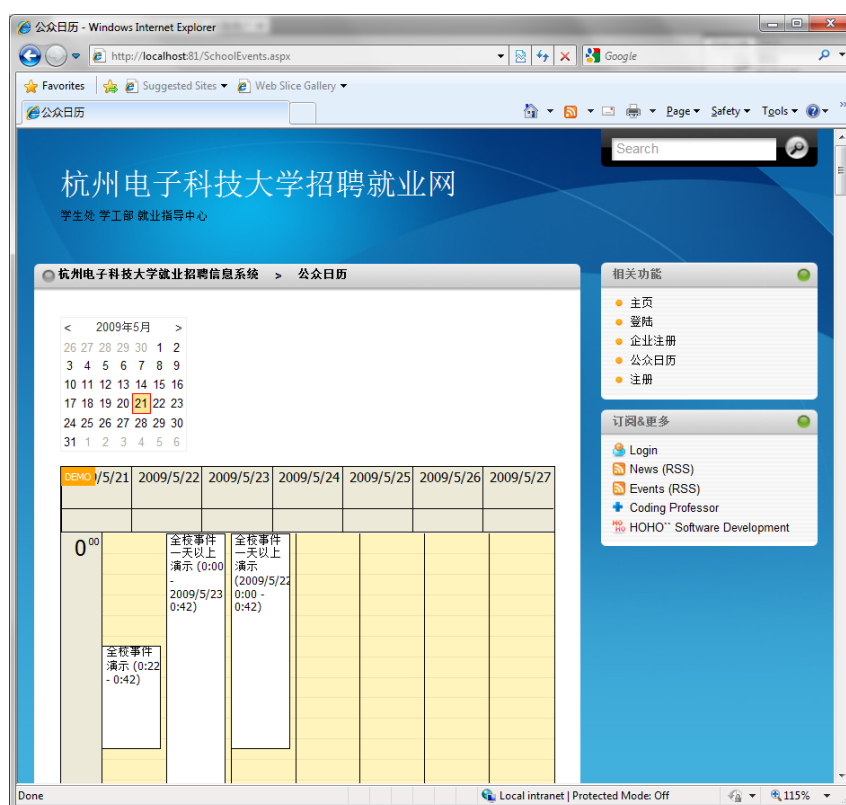 公众日历 - Windows Internet Explorer
http://localhost:81/SchoolEvents.aspx
Google
Favorites
Suggested Sites
Web Slice Gallery
公众日历
Page
Safety
Tools
Search
杭州电子科技大学招聘就业网
学生处 学工部 就业指导中心
杭州电子科技大学就业招聘信息系统 > 公众日历
< 2009年5月 >
26 27 28 29 30 1 2
3 4 5 6 7 8 9
10 11 12 13 14 15 16
17 18 19 20 21 22 23
24 25 26 27 28 29 30
31 1 2 3 4 5 6
DEMO
/5/21 2009/5/22 2009/5/23 2009/5/24 2009/5/25 2009/5/26 2009/5/27
0 00
全校事件
演示 (0:22
- 0:42)
全校事件
一天以上
演示 (0:00
-
2009/5/23
0:42)
全校事件
一天以上
演示
(2009/5/22
0:00 -
0:42)
相关功能
主页
登陆
企业注册
公众日历
注册
订阅&更多
Login
News (RSS)
Events (RSS)
Coding Professor
HOHO`` Software Development
Done
Local intranet | Protected Mode: Off
115%